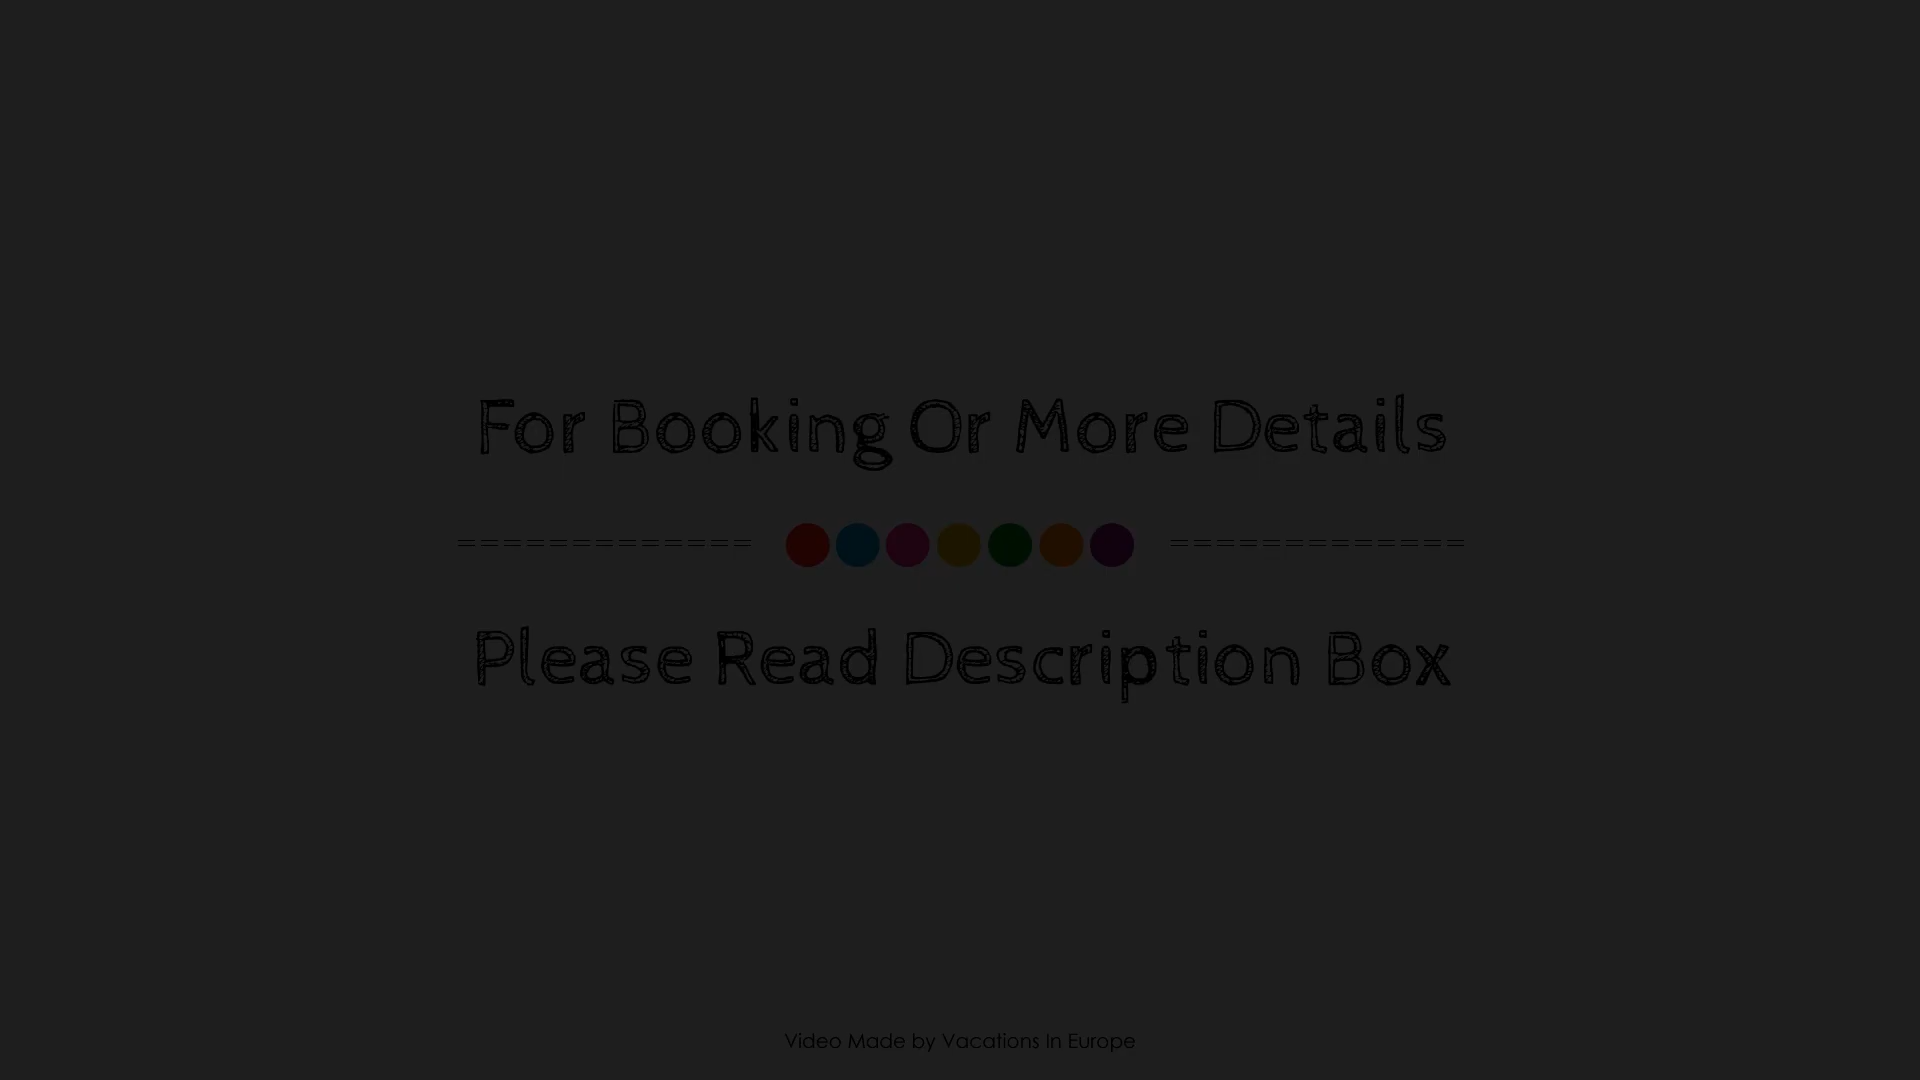 For Booking Or More Details
============= =============
Please Read Description Box
Video Made by Vacations In Europe